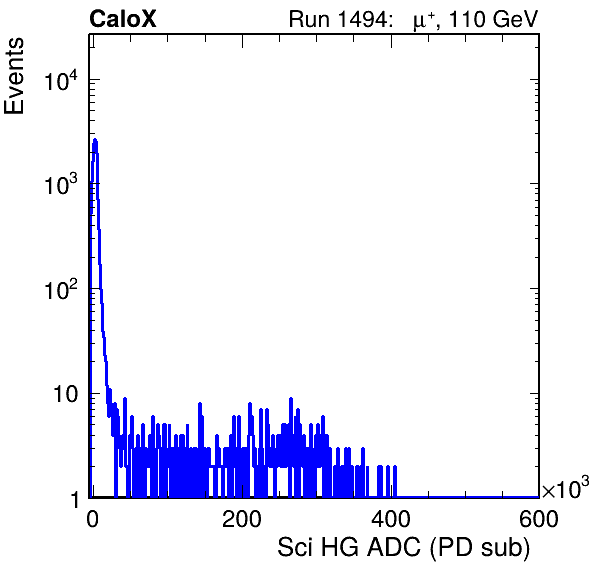 CaloX
Run 1494: μ⁺, 110 GeV
Events
10⁴
10³
10²
10
1
0
200
400
600
×10³
Sci HG ADC (PD sub)